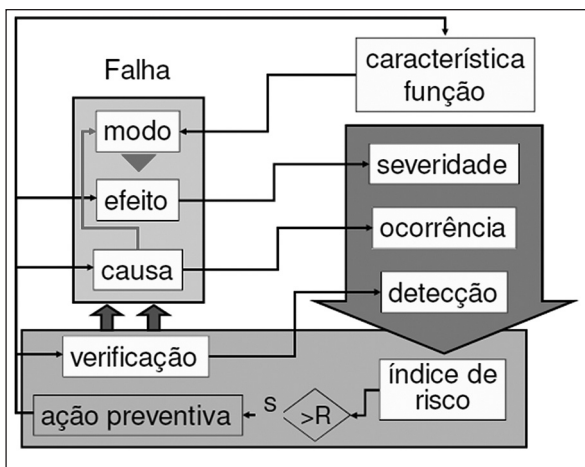 Falha
característica
função
modo
severidade
efeito
ocorrência
causa
detecção
verificação
índice de
risco
ação preventiva
S
>R